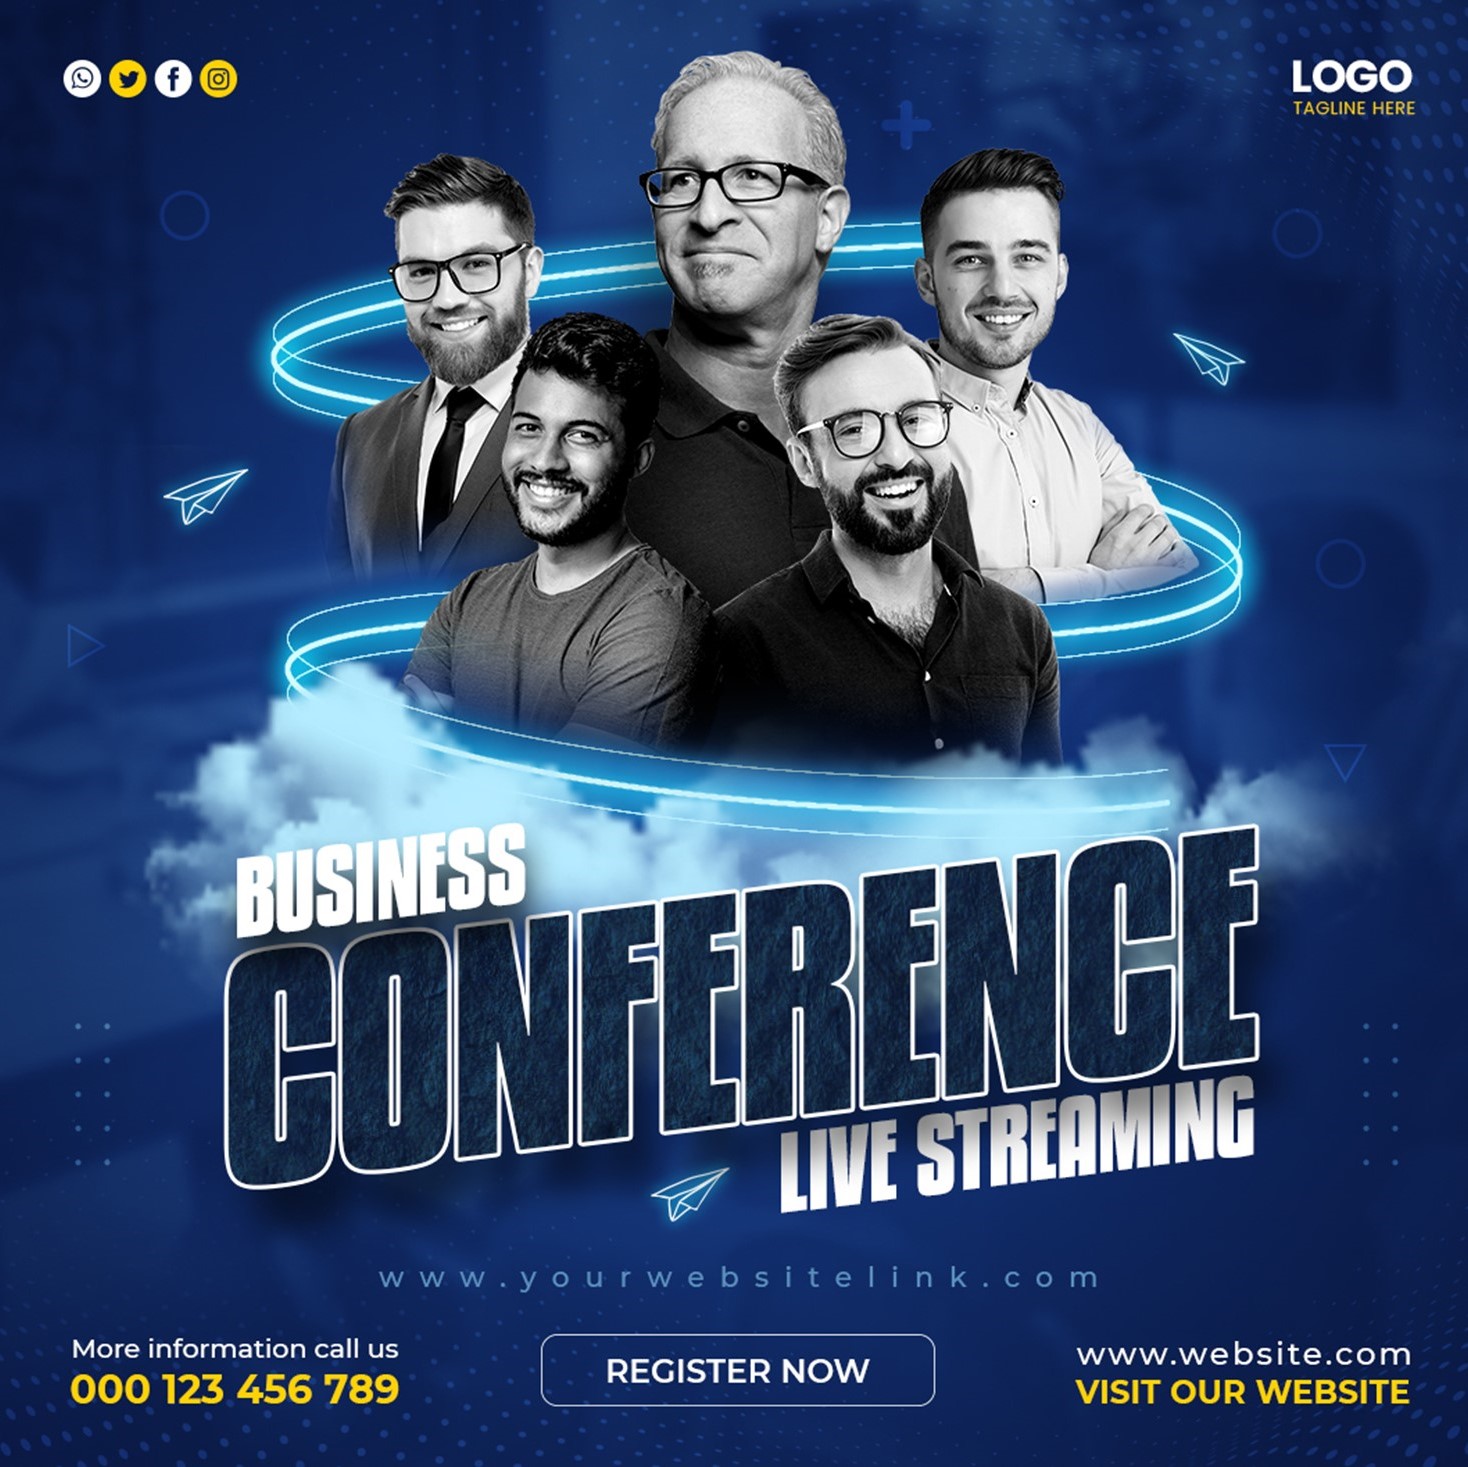 LOGO
TAGLINE HERE
BUSINESS
CONFERENCE
LIVE STREAMING
www.yourwebsitelink.com
More information call us
000 123 456 789
REGISTER NOW
www.website.com
VISIT OUR WEBSITE